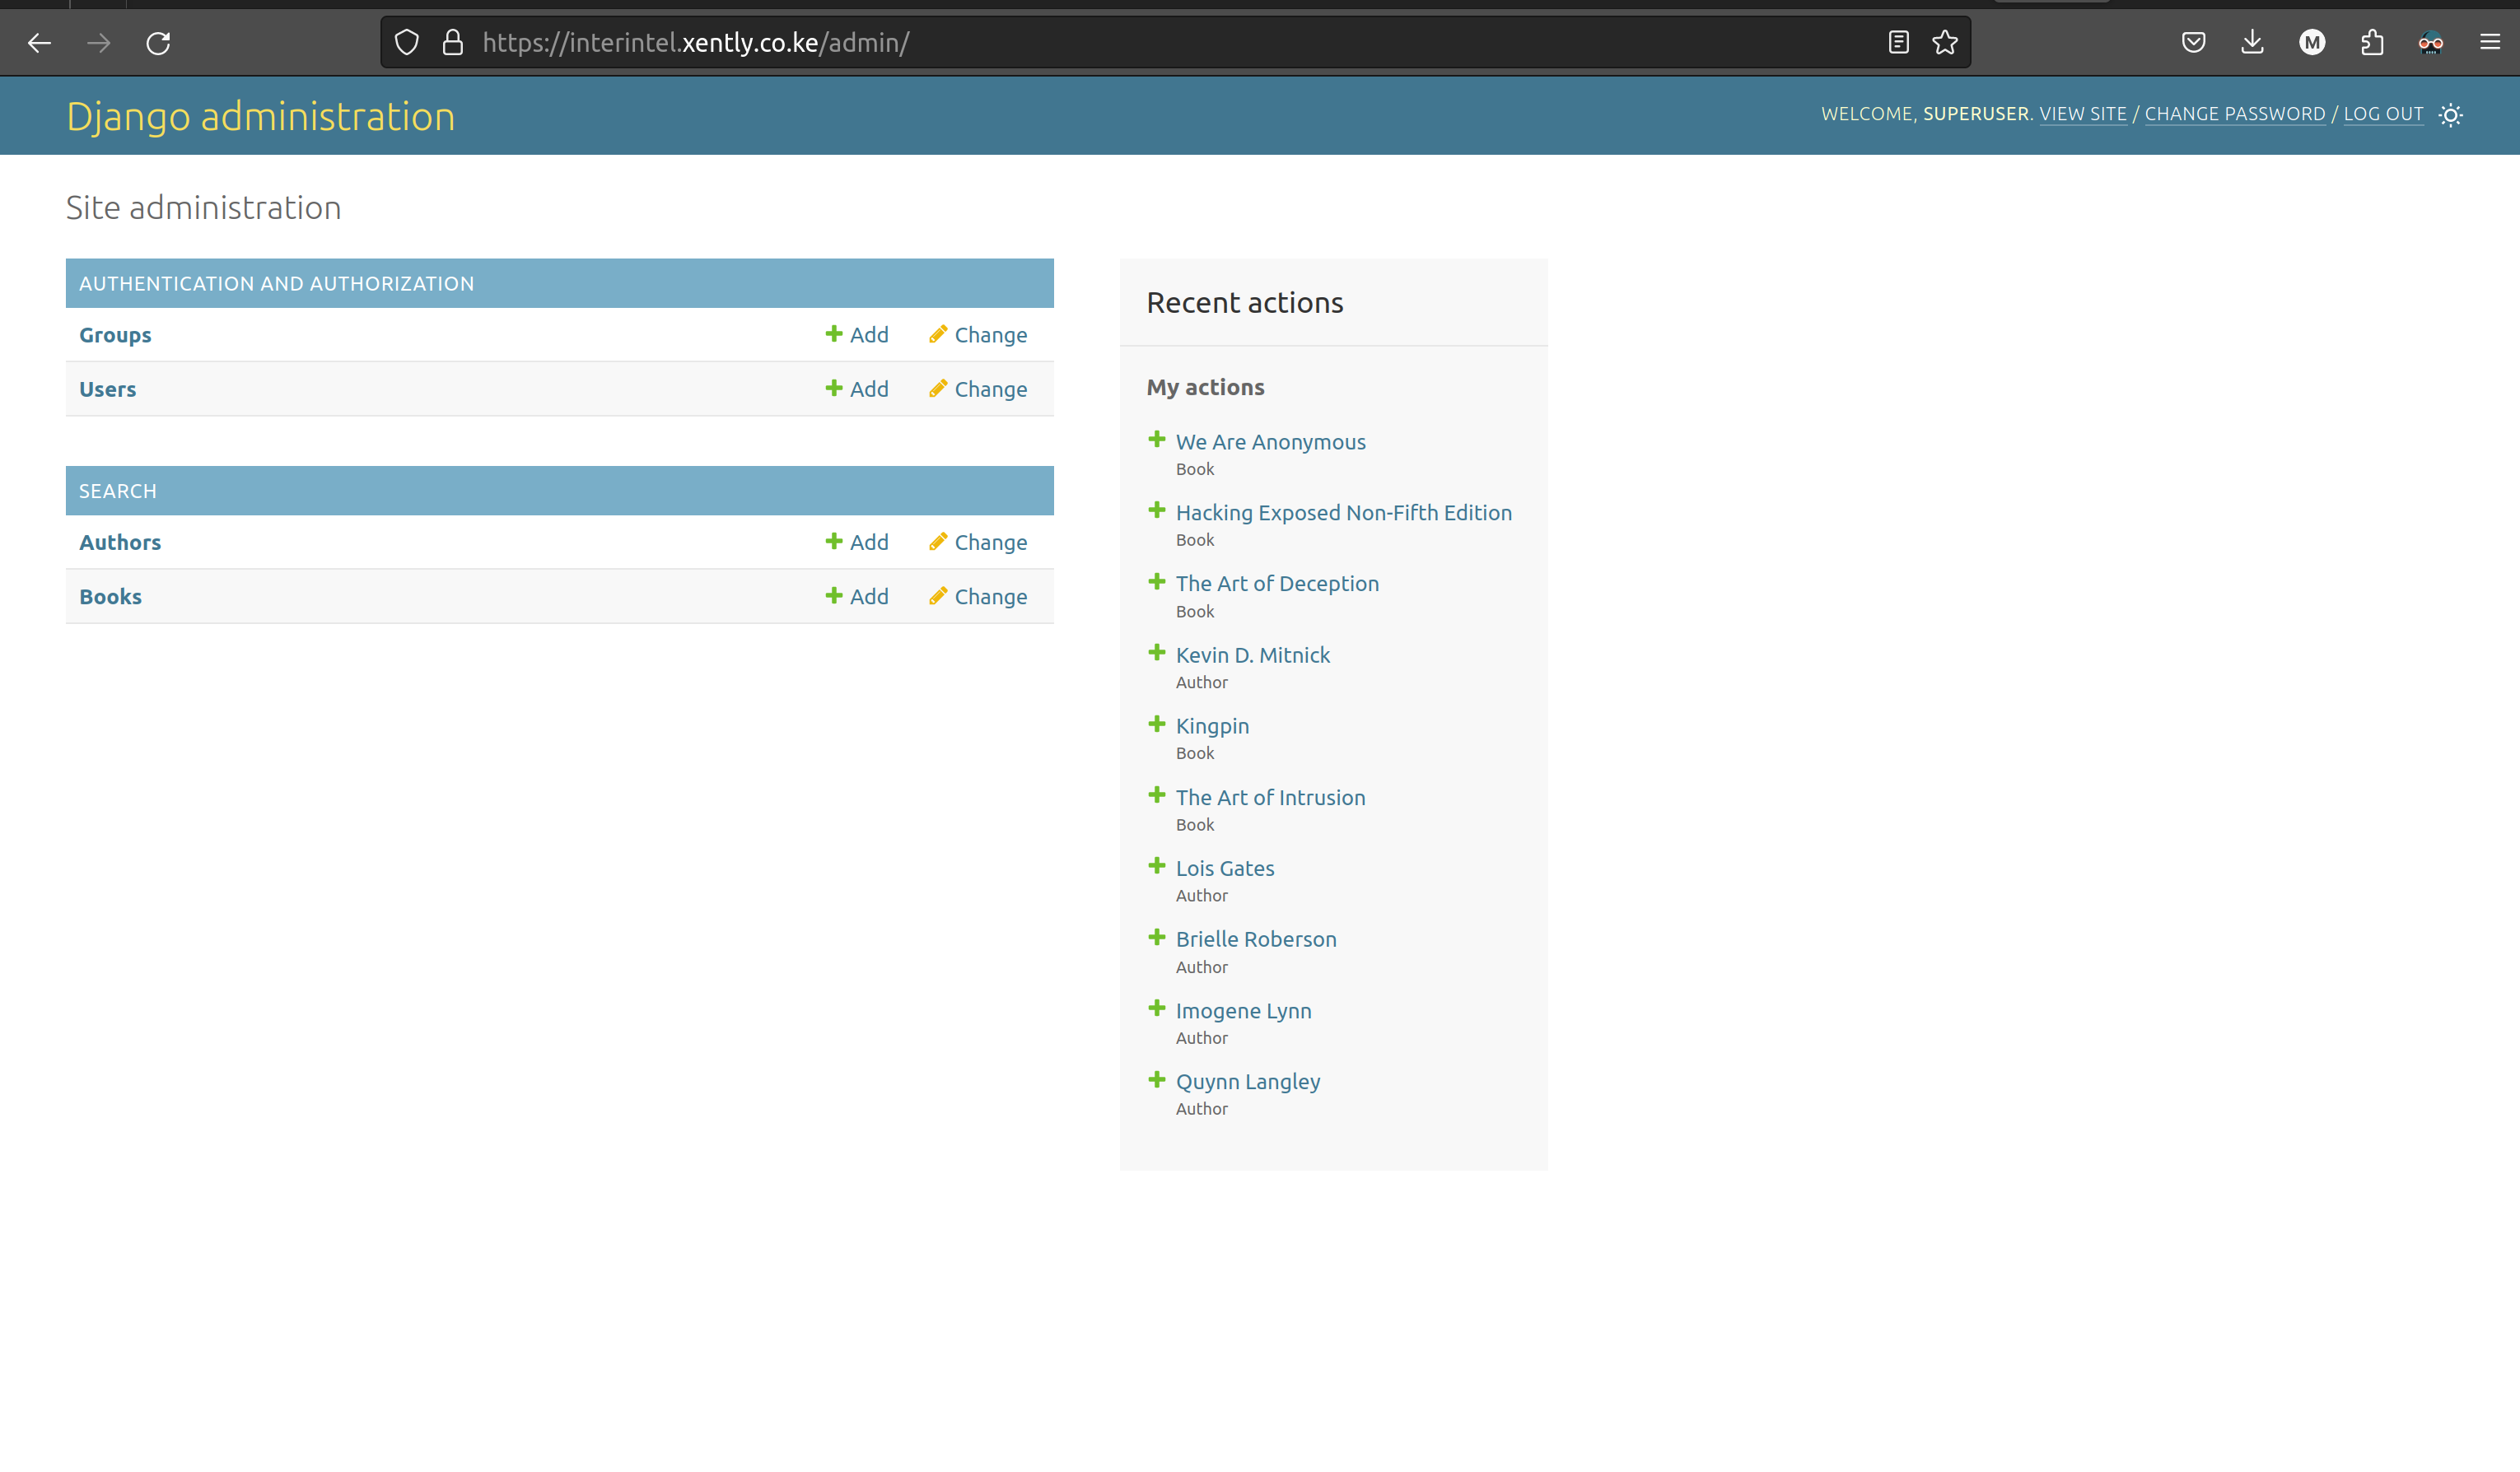 https://interintel.xently.co.ke/admin/
M
Django administration
WELCOME, SUPERUSER. VIEW SITE / CHANGE PASSWORD / LOG OUT
Site administration
AUTHENTICATION AND AUTHORIZATION
Groups Add Change
Users Add Change
SEARCH
Authors Add Change
Books Add Change
Recent actions
My actions
We Are Anonymous
Book
Hacking Exposed Non-Fifth Edition
Book
The Art of Deception
Book
Kevin D. Mitnick
Author
Kingpin
Book
The Art of Intrusion
Book
Lois Gates
Author
Brielle Roberson
Author
Imogene Lynn
Author
Quynn Langley
Author